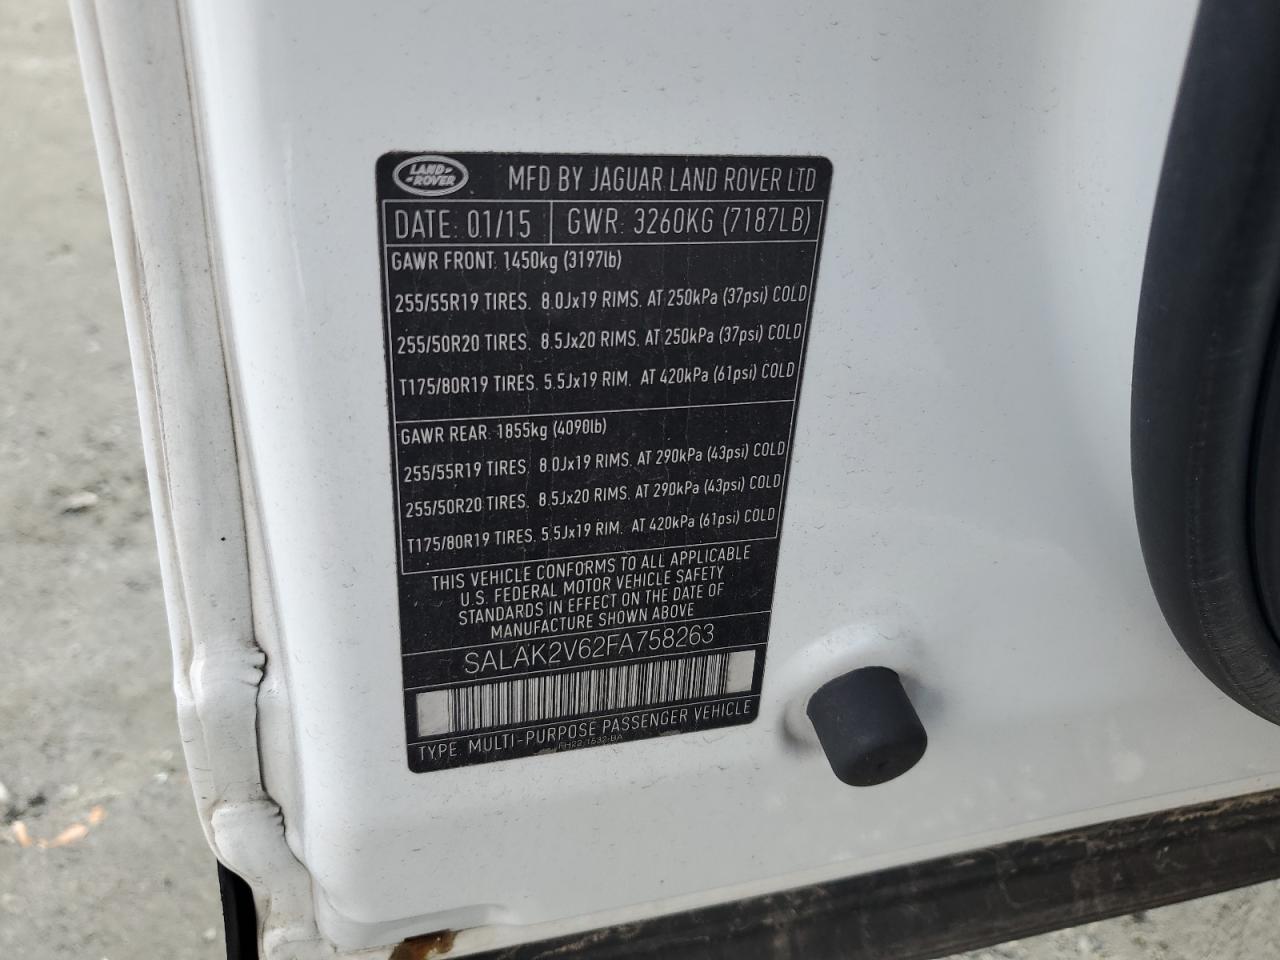 LAND-
-ROVER
MFD BY JAGUAR LAND ROVER LTD
DATE: 01/15 GWR: 3260KG (7187LB)
GAWR FRONT. 1450kg (3197lb)
255/55R19 TIRES. 8.0Jx19 RIMS. AT 250kPa (37psi) COLD
255/50R20 TIRES. 8.5Jx20 RIMS. AT 250kPa (37psi) COLD
T175/80R19 TIRES. 5.5Jx19 RIM. AT 420kPa (61psi) COLD
GAWR REAR. 1855kg (4090lb)
255/55R19 TIRES. 8.0Jx19 RIMS. AT 290kPa (43psi) COLD
255/50R20 TIRES. 8.5Jx20 RIMS. AT 290kPa (43psi) COLD
T175/80R19 TIRES. 5.5Jx19 RIM. AT 420kPa (61psi) COLD
THIS VEHICLE CONFORMS TO ALL APPLICABLE
U.S. FEDERAL MOTOR VEHICLE SAFETY
STANDARDS IN EFFECT ON THE DATE OF
MANUFACTURE SHOWN ABOVE
SALAK2V62FA758263
TYPE. MULTI-PURPOSE PASSENGER VEHICLE